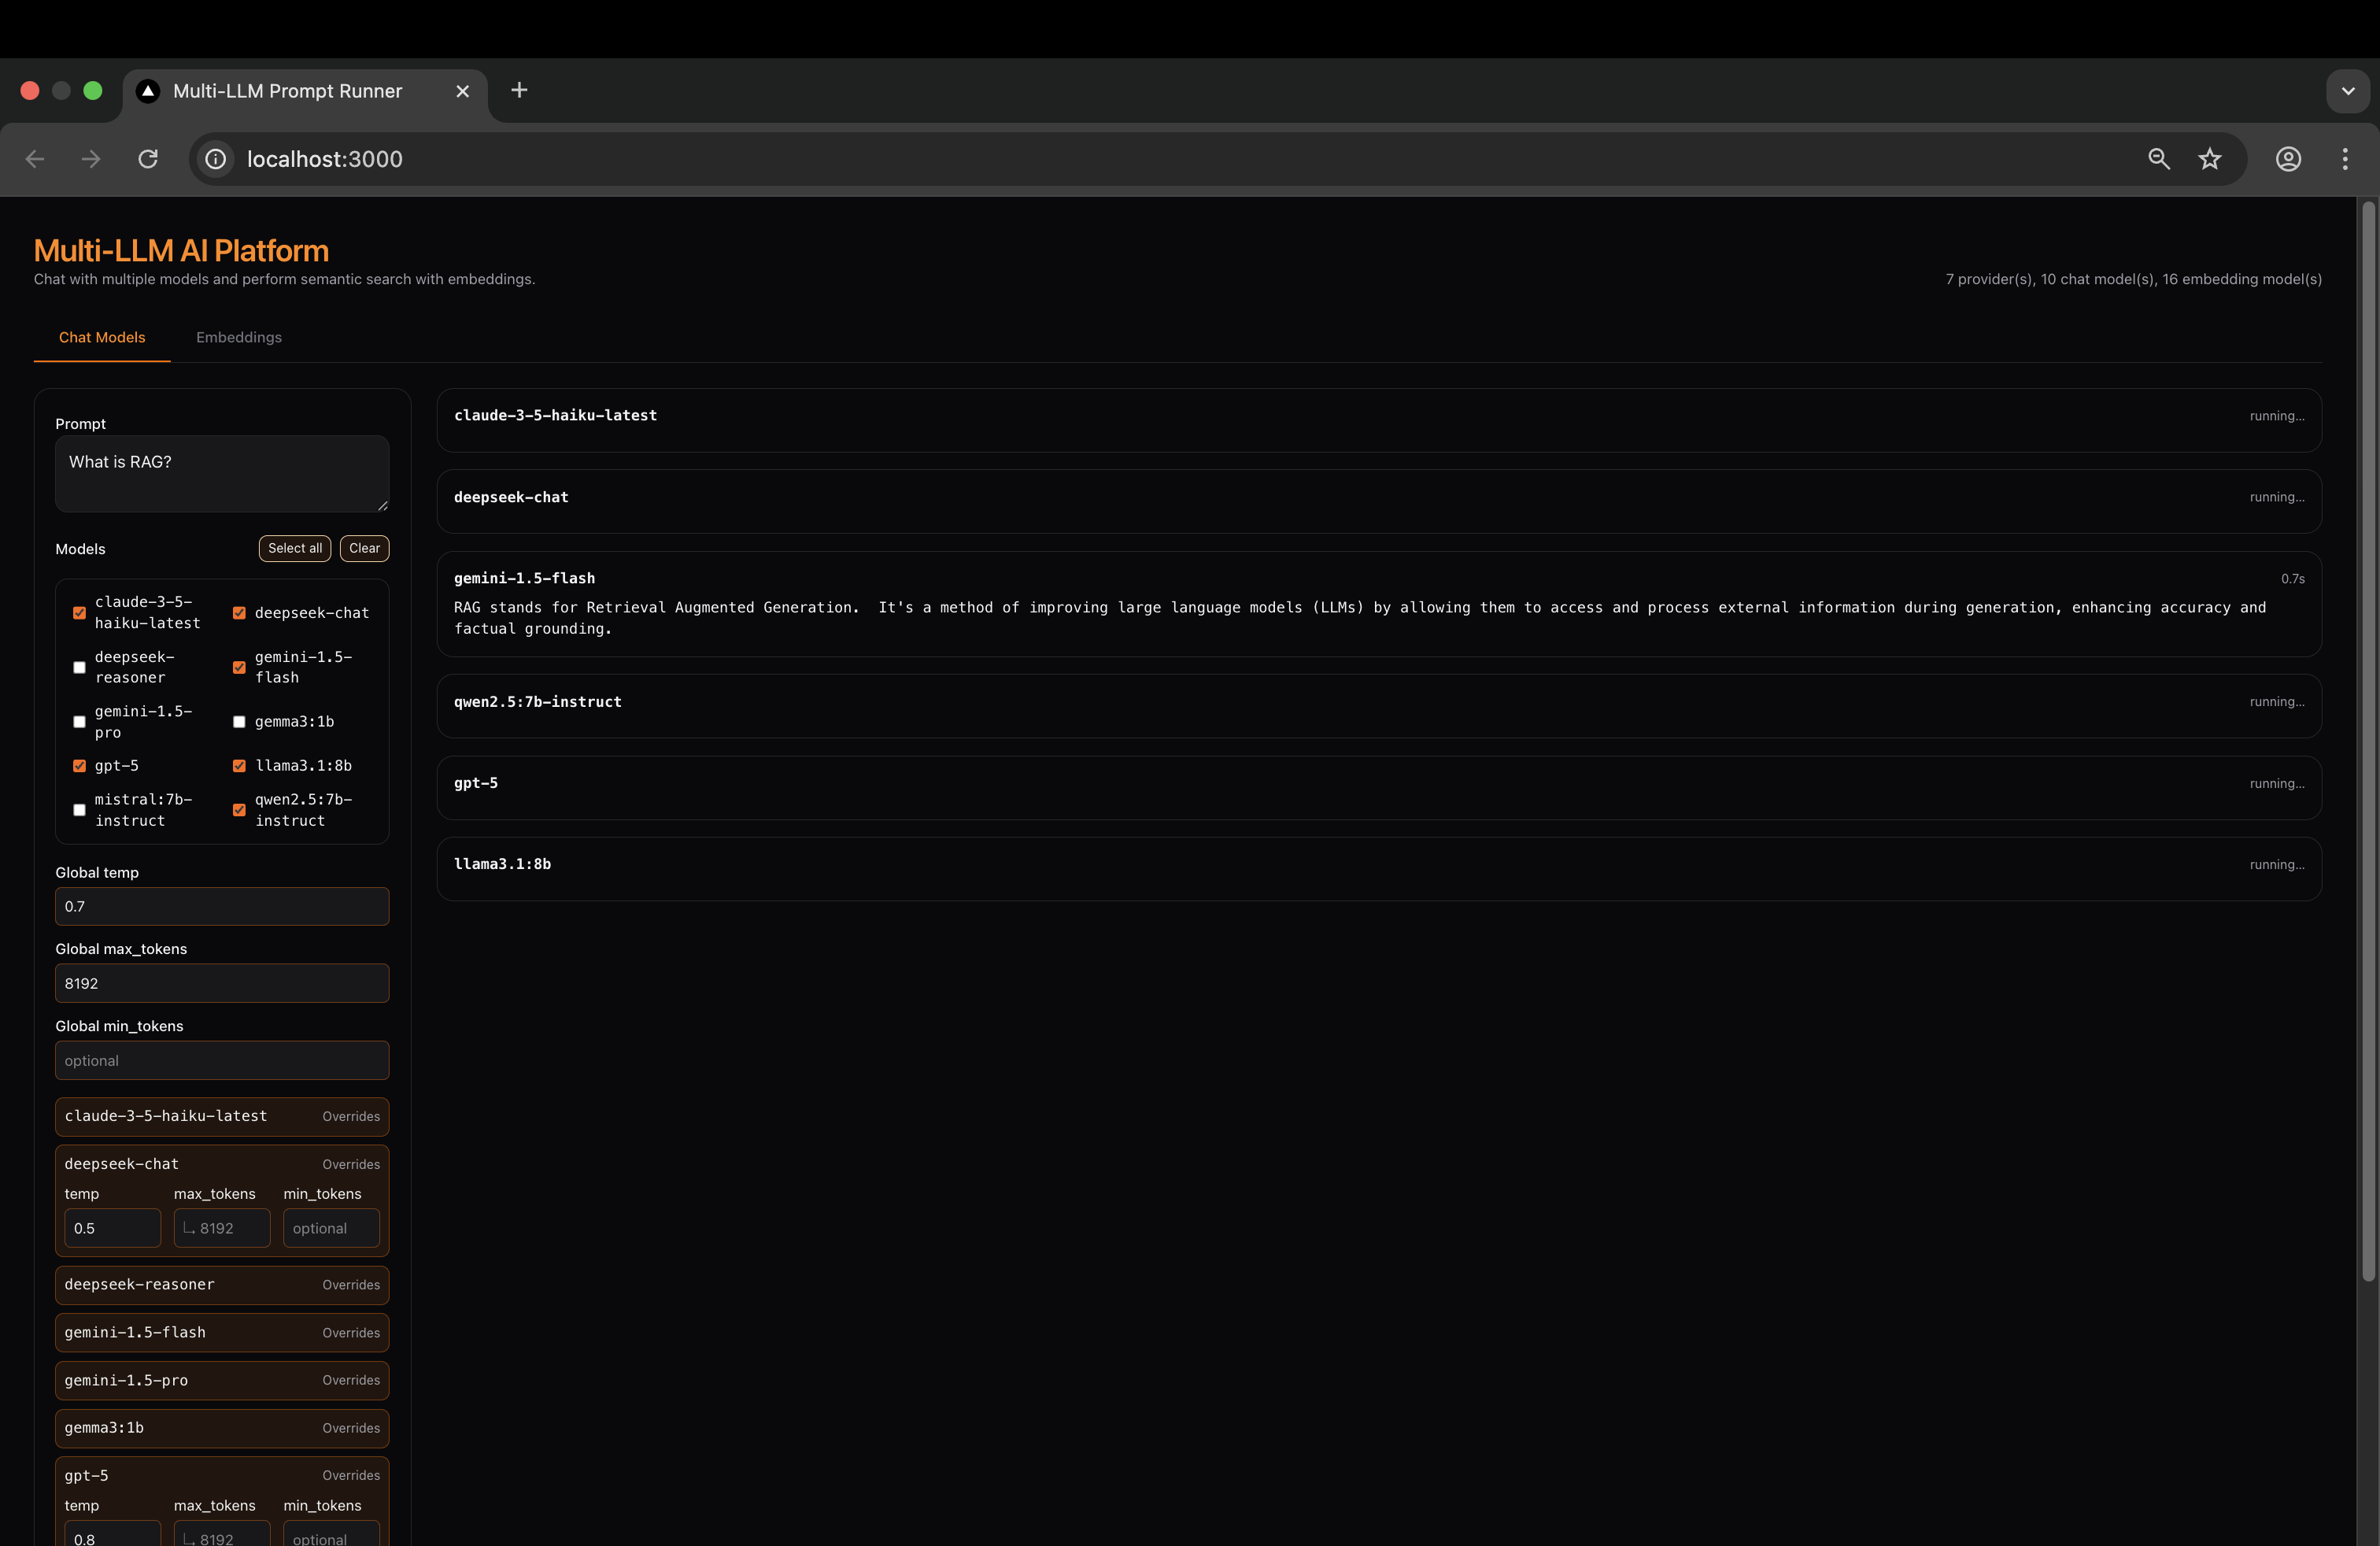 Multi-LLM Prompt Runner
localhost:3000
Multi-LLM AI Platform
Chat with multiple models and perform semantic search with embeddings.
7 provider(s), 10 chat model(s), 16 embedding model(s)
Chat Models
Embeddings
Prompt
What is RAG?
Models
Select all
Clear
claude-3-5-
haiku-latest
deepseek-chat
deepseek-
reasoner
gemini-1.5-
flash
gemini-1.5-
pro
gemma3:1b
gpt-5
llama3.1:8b
mistral:7b-
instruct
qwen2.5:7b-
instruct
Global temp
0.7
Global max_tokens
8192
Global min_tokens
optional
claude-3-5-haiku-latest Overrides
deepseek-chat Overrides
temp max_tokens min_tokens
0.5 8192 optional
deepseek-reasoner Overrides
gemini-1.5-flash Overrides
gemini-1.5-pro Overrides
gemma3:1b Overrides
gpt-5 Overrides
temp max_tokens min_tokens
0.8 8192 optional
claude-3-5-haiku-latest running...
deepseek-chat running...
gemini-1.5-flash 0.7s
RAG stands for Retrieval Augmented Generation.  It's a method of improving large language models (LLMs) by allowing them to access and process external information during generation, enhancing accuracy and
factual grounding.
qwen2.5:7b-instruct running...
gpt-5 running...
llama3.1:8b running...